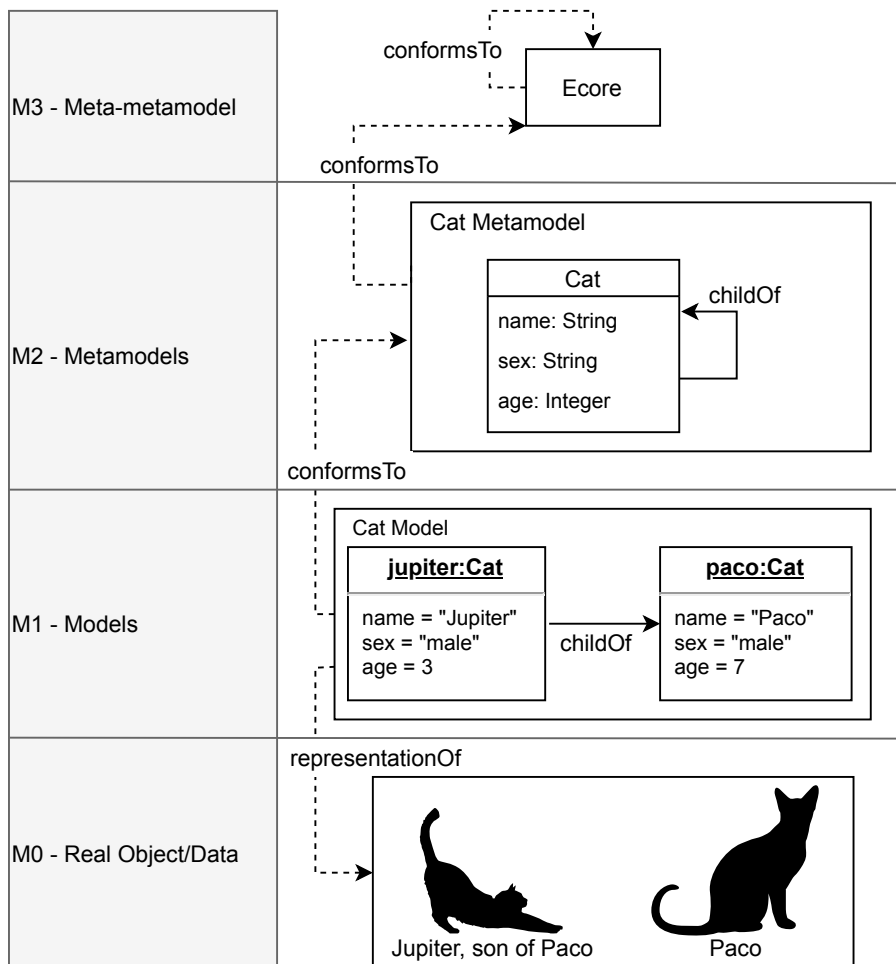 conformsTo
Ecore
M3 - Meta-metamodel
conformsTo
Cat Metamodel
Cat
name: String
sex: String
age: Integer
childOf
M2 - Metamodels
conformsTo
Cat Model
jupiter:Cat
name = "Jupiter"
sex = "male"
age = 3
childOf
paco:Cat
name = "Paco"
sex = "male"
age = 7
M1 - Models
representationOf
M0 - Real Object/Data
Jupiter, son of Paco
Paco